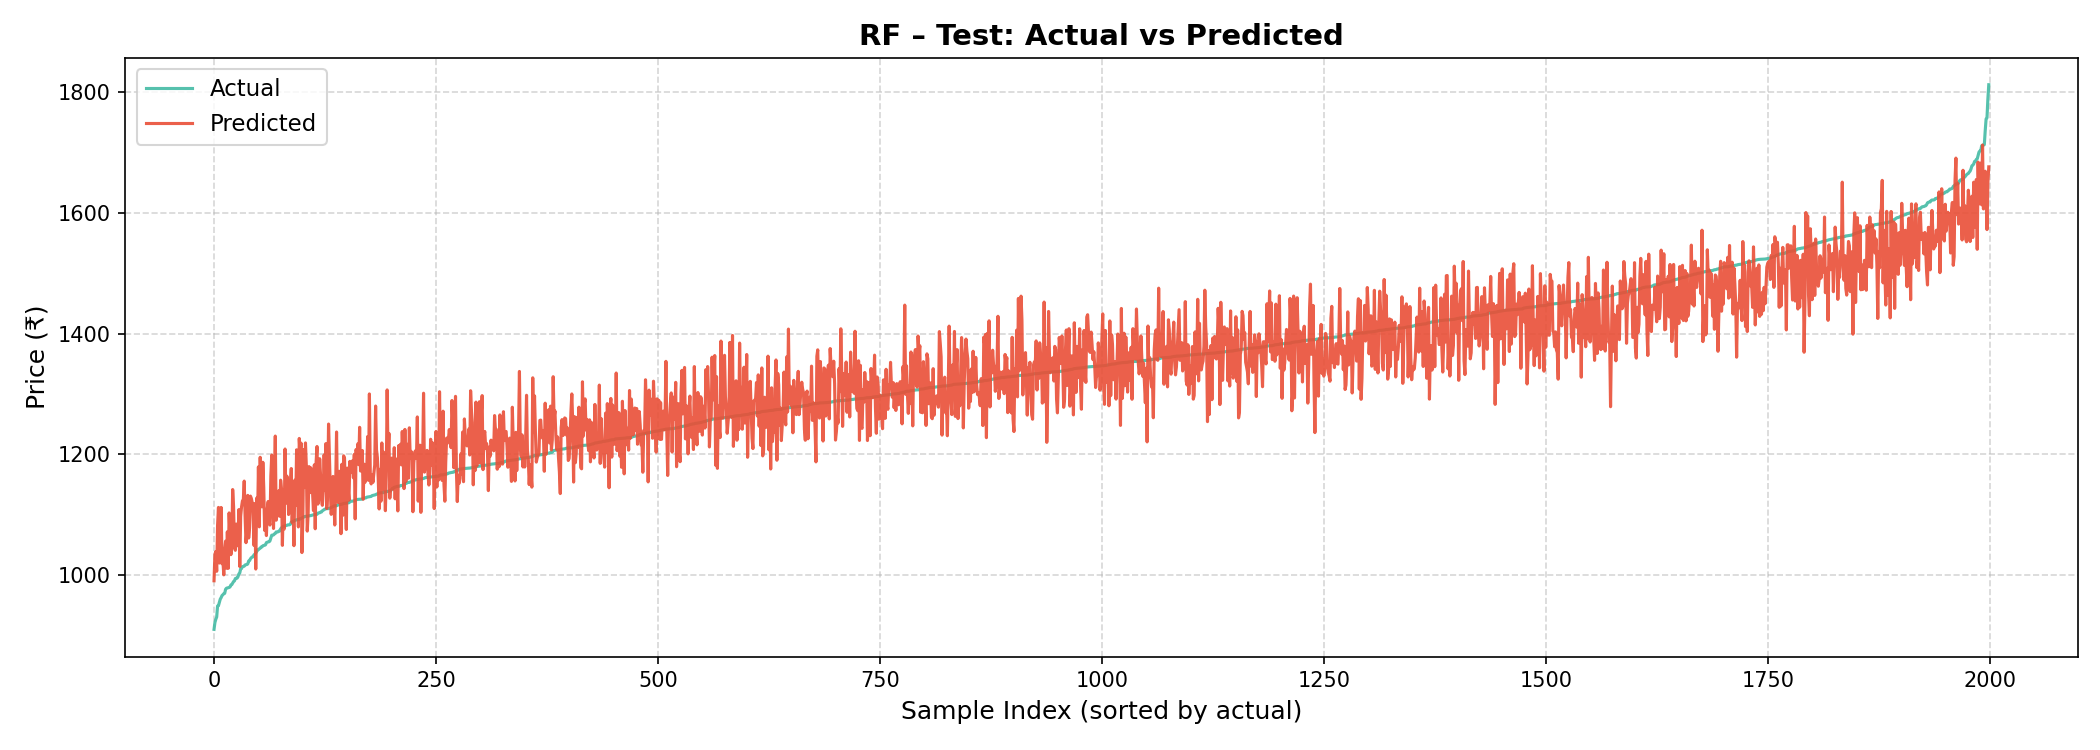 RF – Test: Actual vs Predicted
Actual
Predicted
Price (₹)
1800
1600
1400
1200
1000
0 250 500 750 1000 1250 1500 1750 2000
Sample Index (sorted by actual)